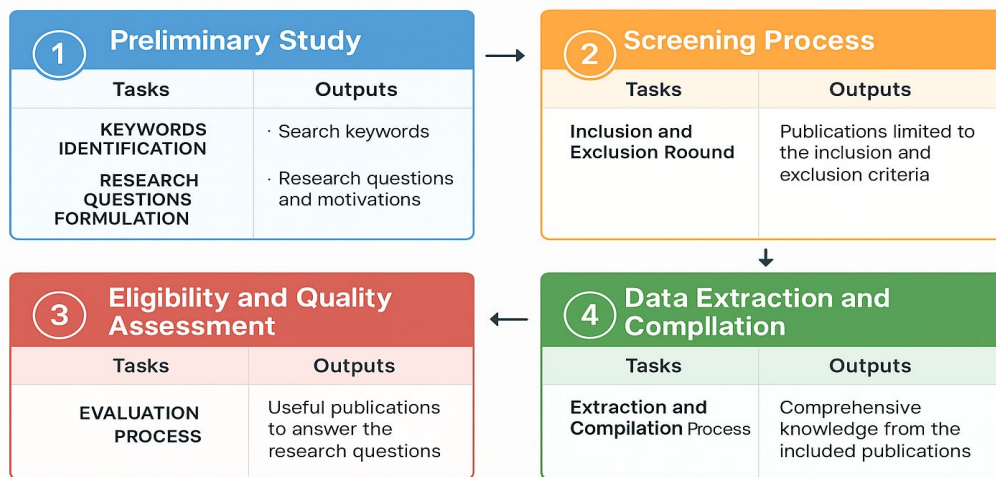 1 Preliminary Study
Tasks Outputs
KEYWORDS
IDENTIFICATION
· Search keywords
RESEARCH
QUESTIONS
FORMULATION
· Research questions
and motivations
2 Screening Process
Tasks Outputs
Inclusion and
Exclusion Roound
Publications limited to
the inclusion and
exclusion criteria
3 Eligibility and Quality
Assessment
Tasks Outputs
EVALUATION
PROCESS
Useful publications
to answer the
research questions
4 Data Extraction and
Compllation
Tasks Outputs
Extraction and
Compilation Process
Comprehensive
knowledge from the
included publications